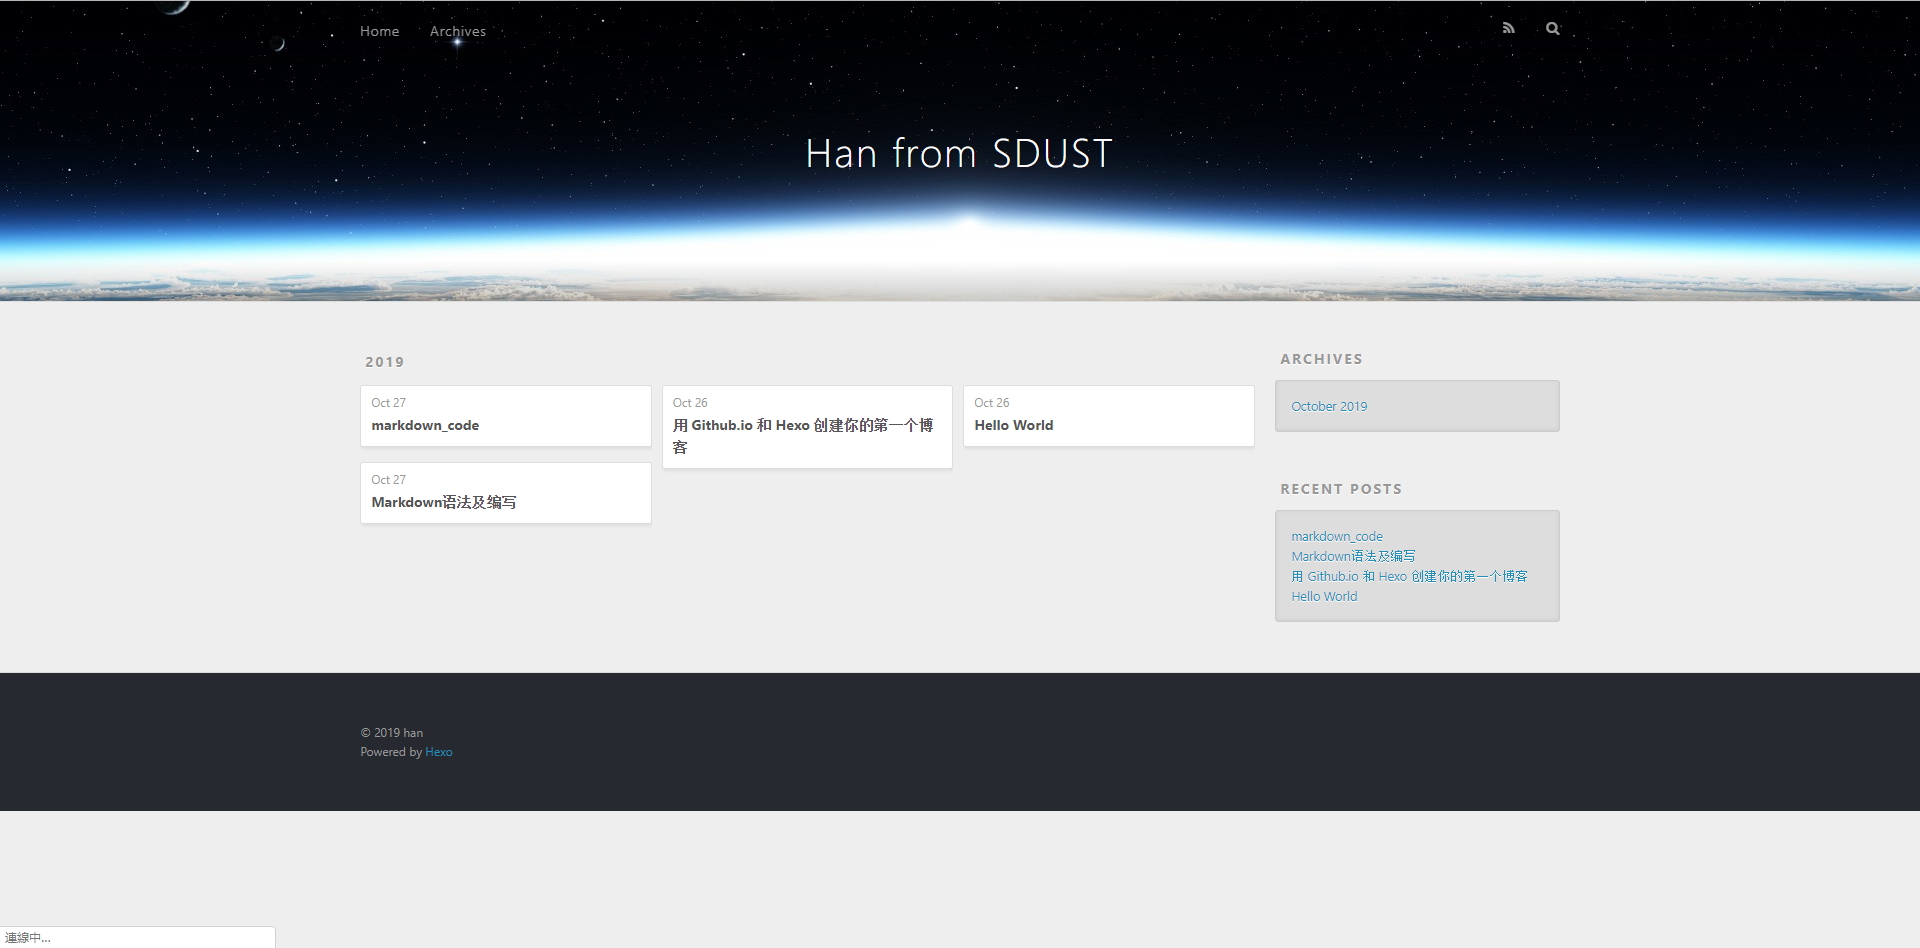 Home
Archives
Han from SDUST
2019
Oct 27
markdown_code
Oct 26
用 Github.io 和 Hexo 创建你的第一个博
客
Oct 26
Hello World
Oct 27
Markdown语法及编写
ARCHIVES
October 2019
RECENT POSTS
markdown_code
Markdown语法及编写
用 Github.io 和 Hexo 创建你的第一个博客
Hello World
© 2019 han
Powered by Hexo
連線中...